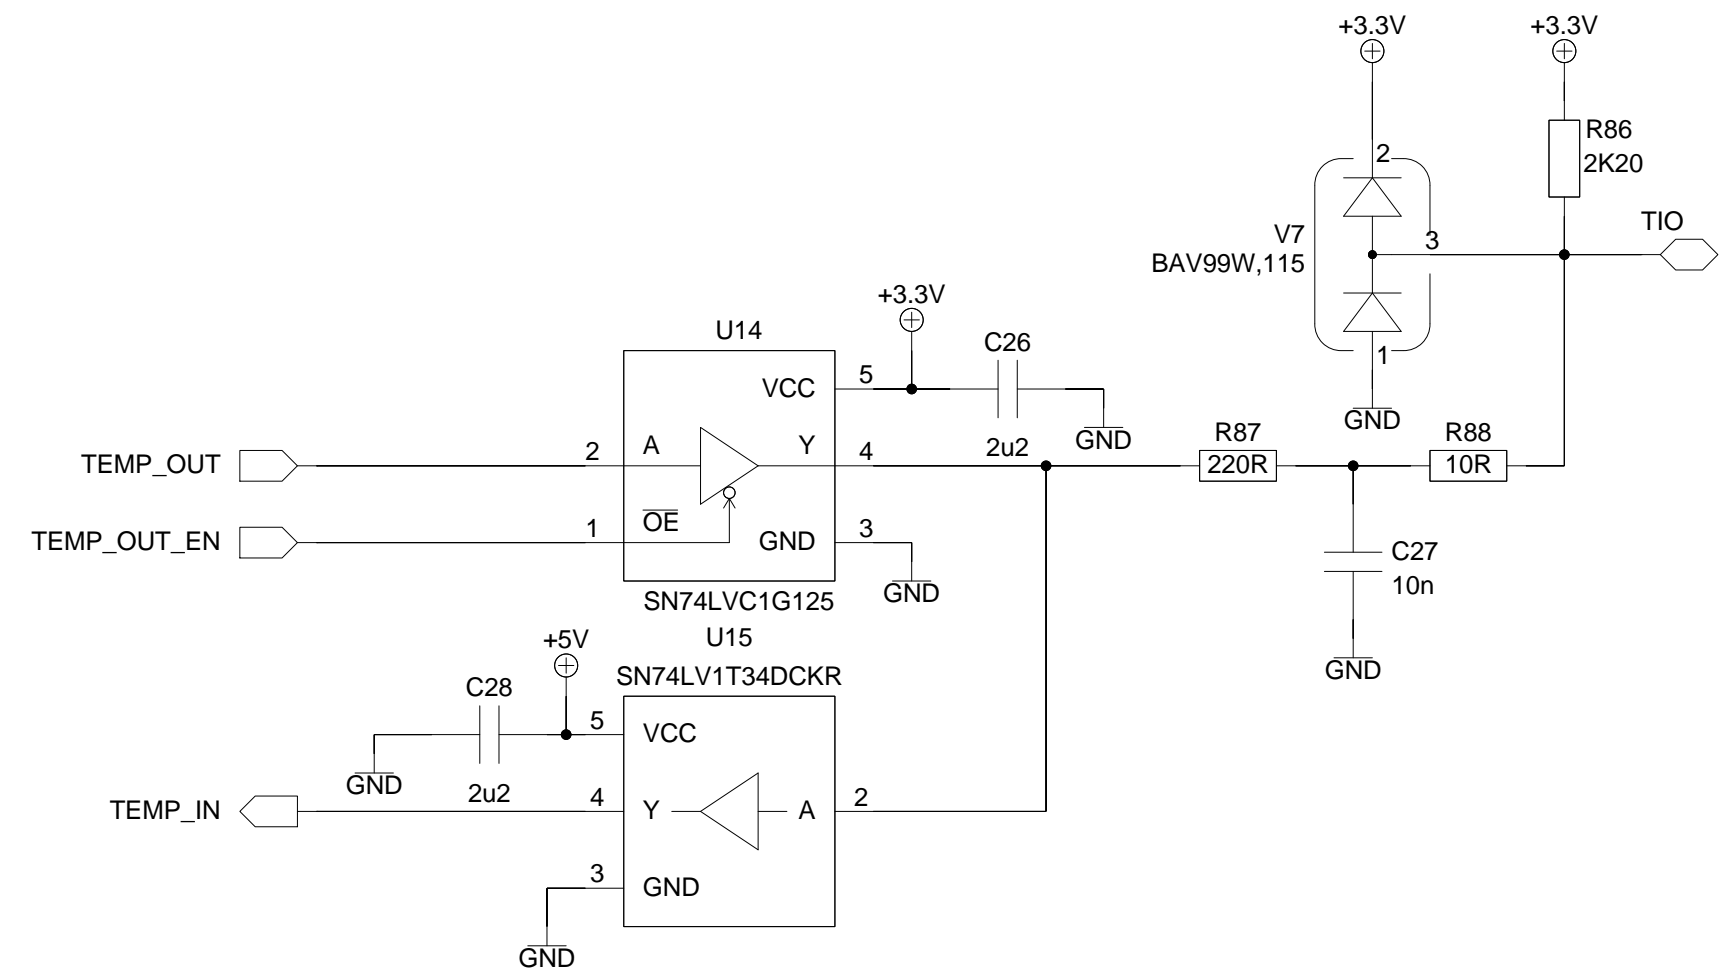 +3.3V
+3.3V
R86
2K20
TIO
2
3
V7
BAV99W,115
1
GND
+3.3V
U14
C26
VCC
5
2u2
GND
TEMP_OUT
2
A
Y
4
R87
220R
R88
10R
TEMP_OUT_EN
1
OE
GND
3
GND
C27
10n
GND
SN74LVC1G125
U15
SN74LV1T34DCKR
+5V
C28
5
VCC
GND
2u2
TEMP_IN
4
Y
A
2
3
GND
GND